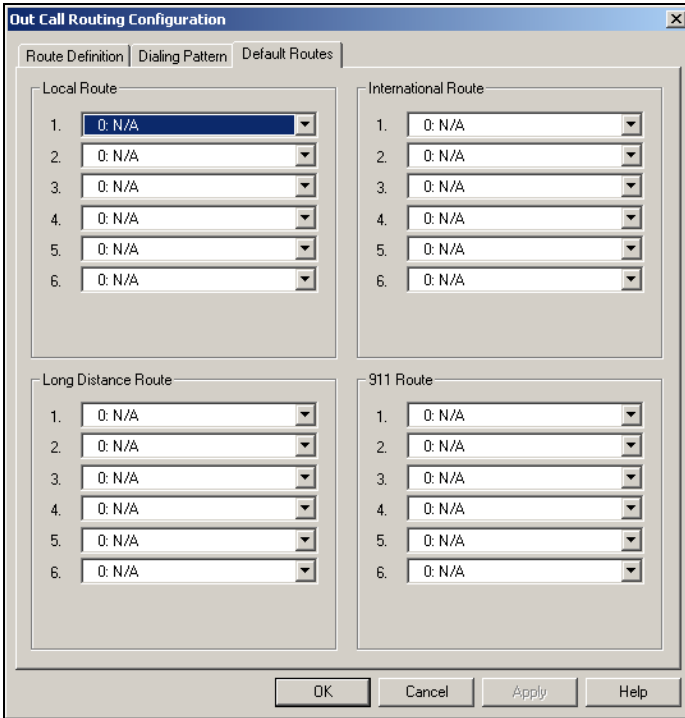 Out Call Routing Configuration
Route Definition Dialing Pattern Default Routes
Local Route
1. 0: N/A
2. 0: N/A
3. 0: N/A
4. 0: N/A
5. 0: N/A
6. 0: N/A
International Route
1. 0: N/A
2. 0: N/A
3. 0: N/A
4. 0: N/A
5. 0: N/A
6. 0: N/A
Long Distance Route
1. 0: N/A
2. 0: N/A
3. 0: N/A
4. 0: N/A
5. 0: N/A
6. 0: N/A
911 Route
1. 0: N/A
2. 0: N/A
3. 0: N/A
4. 0: N/A
5. 0: N/A
6. 0: N/A
OK Cancel Apply Help